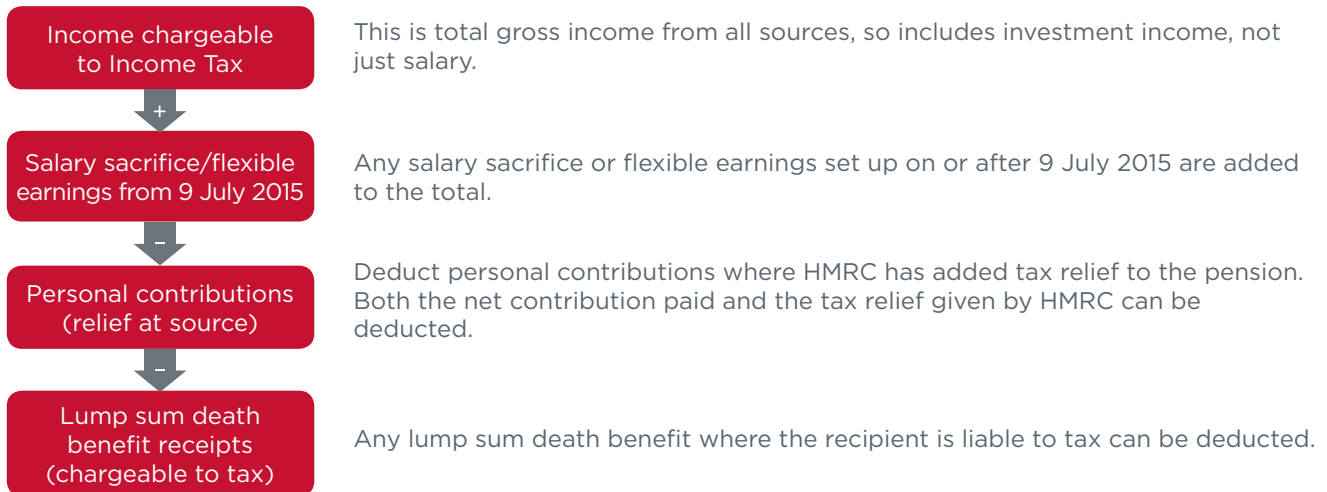 Income chargeable
to Income Tax
This is total gross income from all sources, so includes investment income, not
just salary.
+
Salary sacrifice/flexible
earnings from 9 July 2015
Any salary sacrifice or flexible earnings set up on or after 9 July 2015 are added
to the total.
–
Personal contributions
(relief at source)
Deduct personal contributions where HMRC has added tax relief to the pension.
Both the net contribution paid and the tax relief given by HMRC can be
deducted.
–
Lump sum death
benefit receipts
(chargeable to tax)
Any lump sum death benefit where the recipient is liable to tax can be deducted.